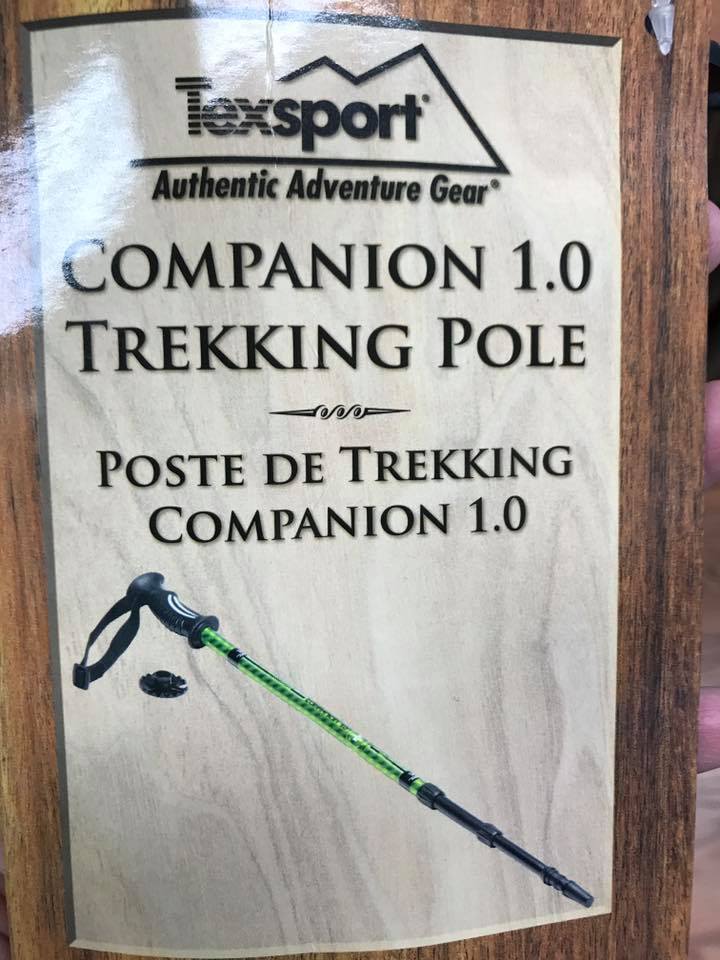 Texsport®
Authentic Adventure Gear®
COMPANION 1.0
TREKKING POLE
POSTE DE TREKKING
COMPANION 1.0